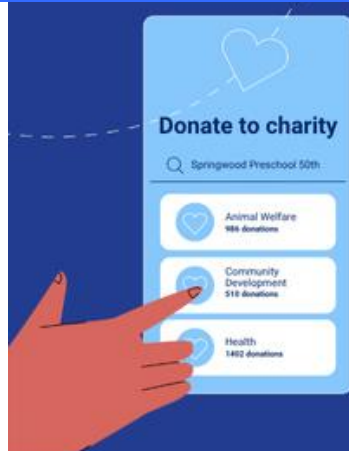 Donate to charity
Springwood Preschool 50th
Animal Welfare
986 donations
Community
Development
510 donations
Health
1402 donations